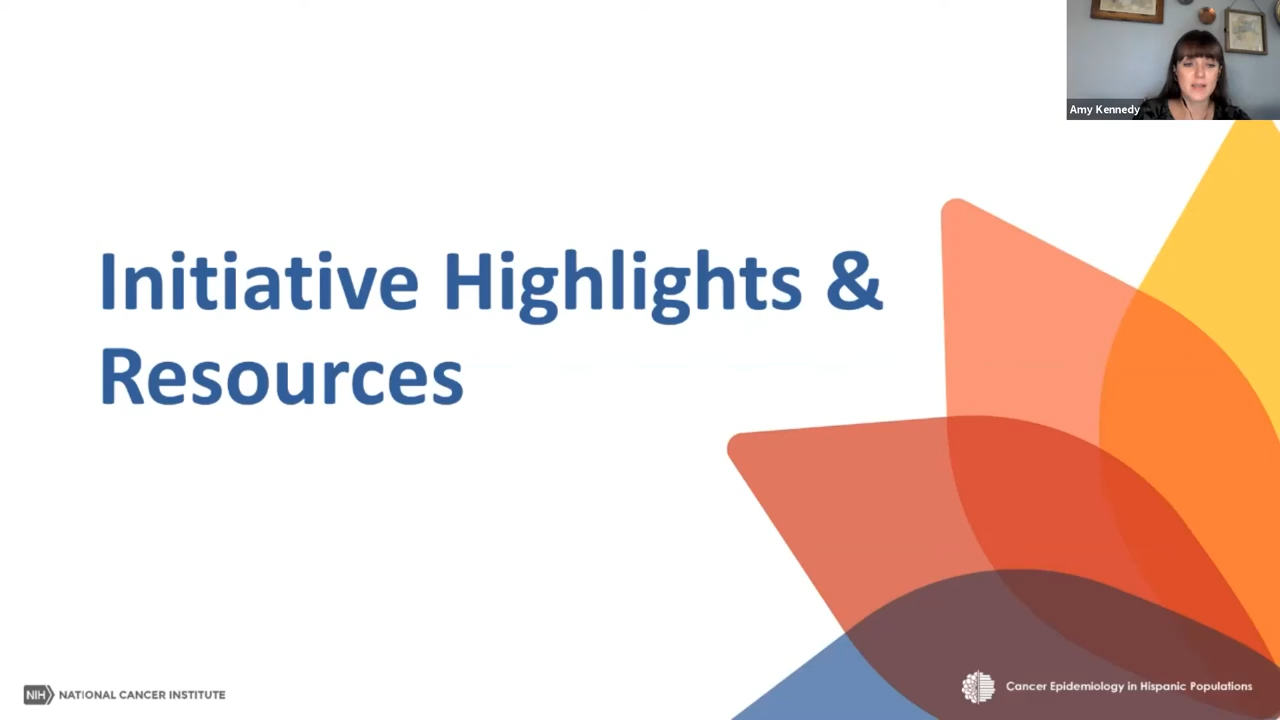 Amy Kennedy
Initiative Highlights &
Resources
NIH NATIONAL CANCER INSTITUTE
Cancer Epidemiology in Hispanic Populations